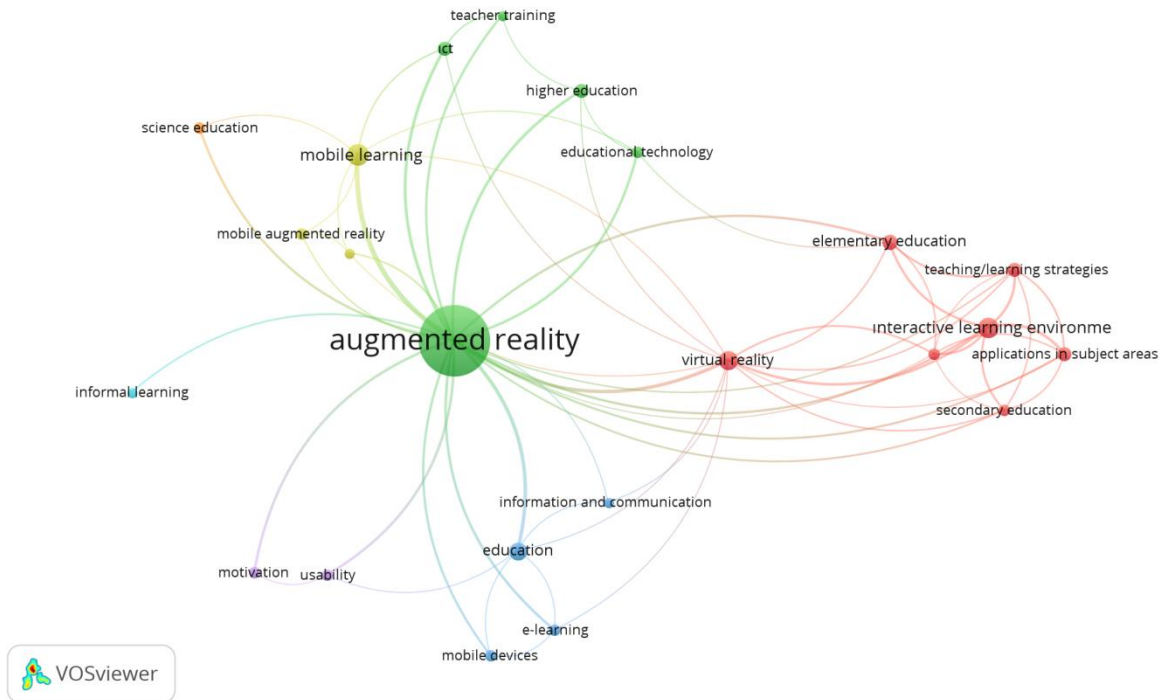 teacher training
ıct
higher education
science education
educational technology
mobile learning
mobile augmented reality
elementary education
teaching/learning strategies
augmented reality
ınteractive learning environme
virtual reality
applications in subject areas
informal learning
secondary education
information and communication
education
motivation
usability
e-learning
mobile devices
VOSviewer